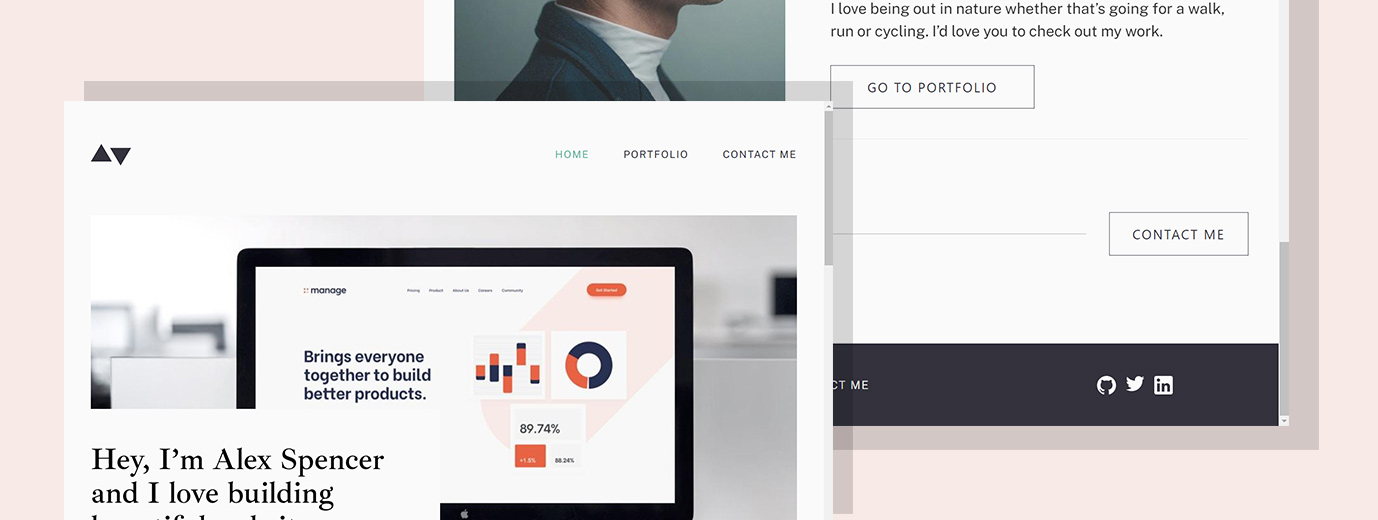 I love being out in nature whether that's going for a walk,
run or cycling. I'd love you to check out my work.
GO TO PORTFOLIO
HOME PORTFOLIO CONTACT ME
CONTACT ME
manage
Pricing Product About Us Careers Community
Get Started
Brings everyone
together to build
better products.
89.74%
+1.5% 88.24%
CT ME
in
Hey, I'm Alex Spencer
and I love building